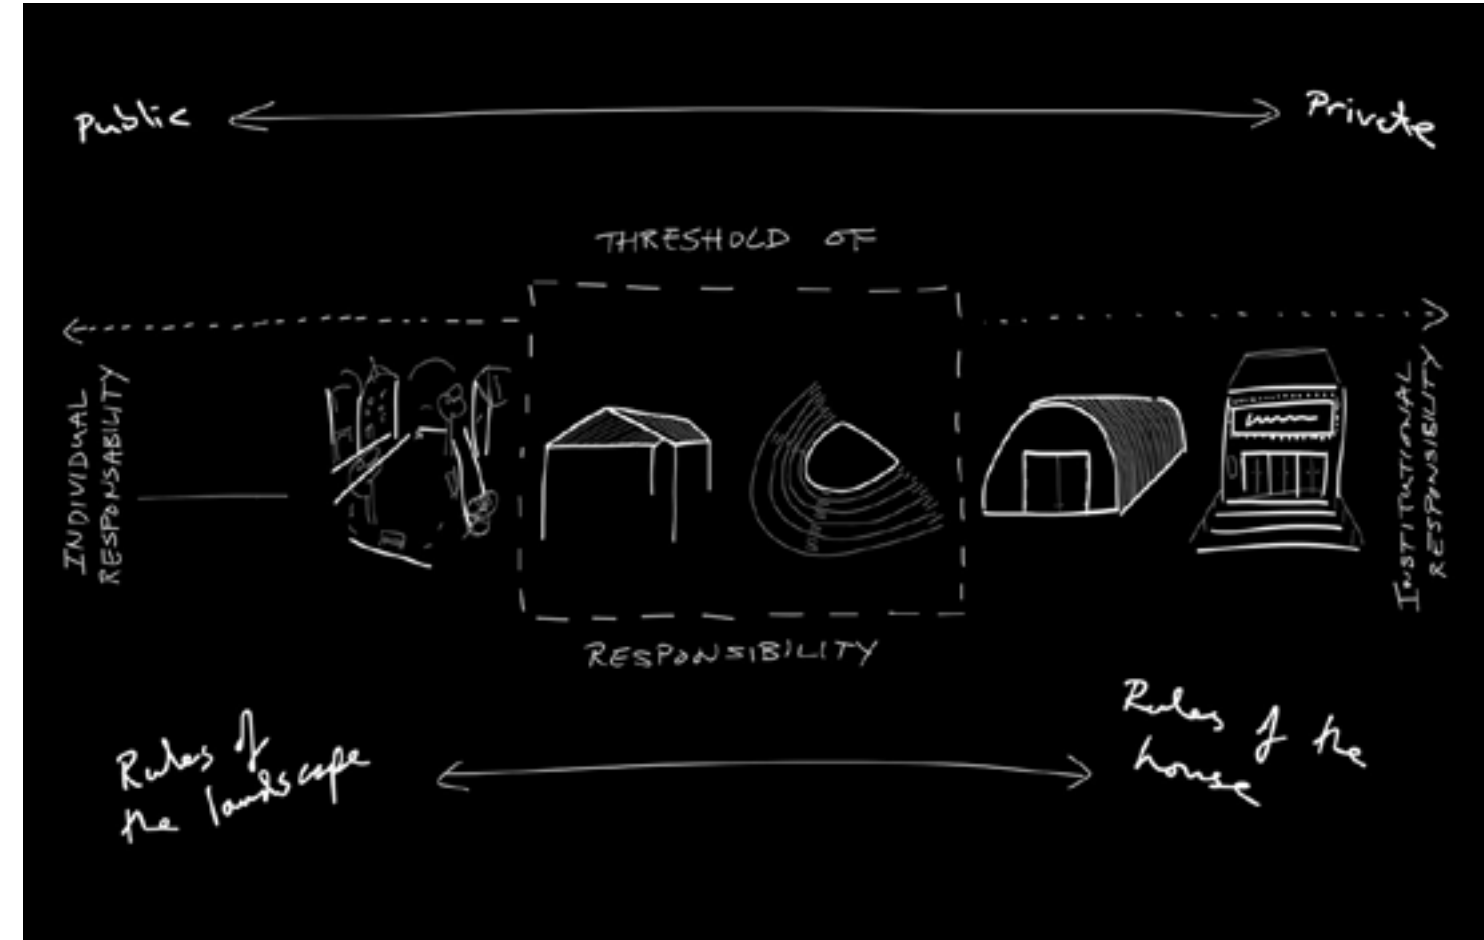 Public
Private
THRESHOLD OF
INDIVIDUAL
RESPONSABILITY
INSTITUTIONAL
RESPONSIBILITY
RESPONSIBILITY
Rules of
the landscape
Rules of the
house